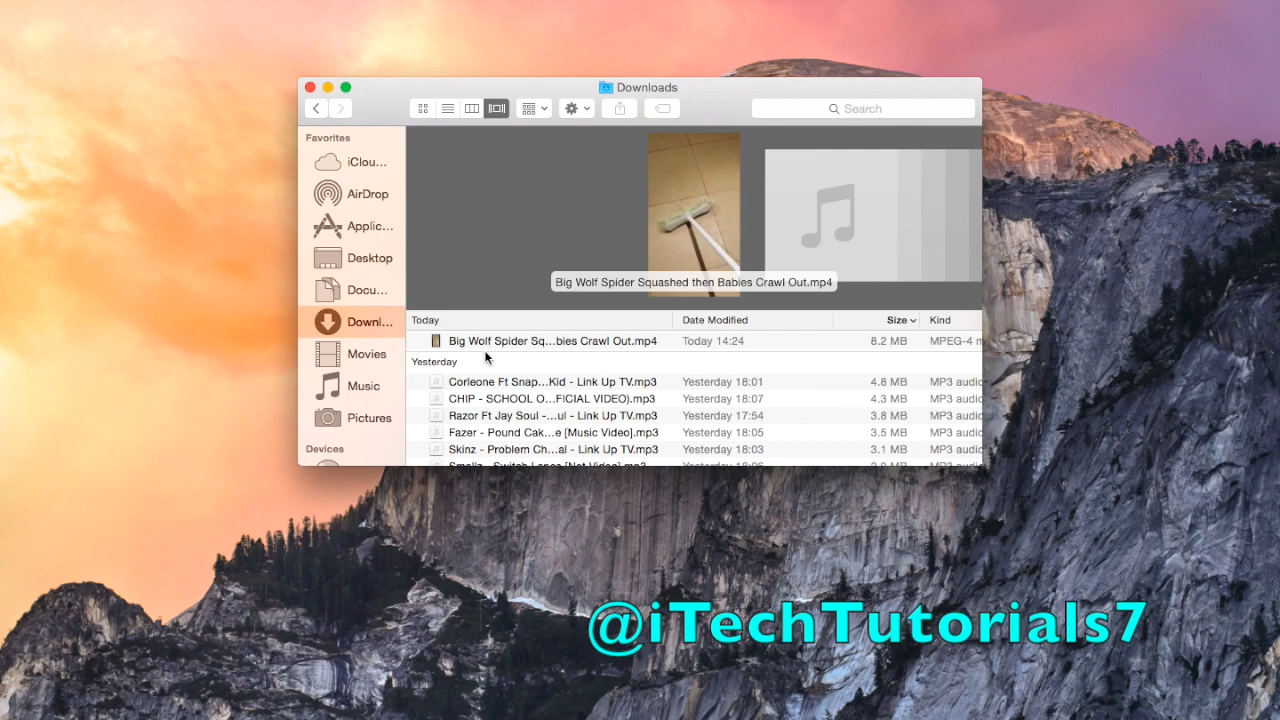 Downloads
Search
Favorites
iClou...
AirDrop
Applic...
Desktop
Docu...
Downl...
Movies
Music
Pictures
Devices
Big Wolf Spider Squashed then Babies Crawl Out.mp4
Today Date Modified Size Kind
Big Wolf Spider Sq...bies Crawl Out.mp4 Today 14:24 8.2 MB MPEG-4 m
Yesterday
Corleone Ft Snap...Kid - Link Up TV.mp3 Yesterday 18:01 4.8 MB MP3 audio
CHIP - SCHOOL O...FICIAL VIDEO).mp3 Yesterday 18:07 4.3 MB MP3 audio
Razor Ft Jay Soul -...ul - Link Up TV.mp3 Yesterday 17:54 3.8 MB MP3 audio
Fazer - Pound Cak...e [Music Video].mp3 Yesterday 18:05 3.5 MB MP3 audio
Skinz - Problem Ch...al - Link Up TV.mp3 Yesterday 18:03 3.1 MB MP3 audio
@iTechTutorials7